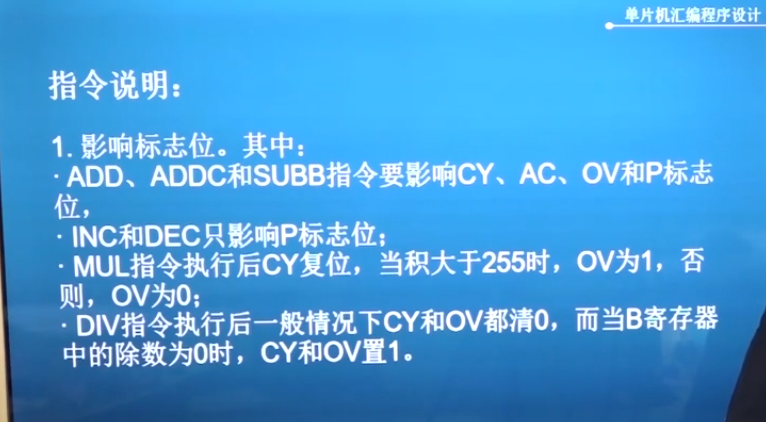 单片机汇编程序设计
指令说明：
1. 影响标志位。其中：
· ADD、ADDC和SUBB指令要影响CY、AC、OV和P标志
位，
· INC和DEC只影响P标志位；
· MUL指令执行后CY复位，当积大于255时，OV为1，否
则，OV为0；
· DIV指令执行后一般情况下CY和OV都清0，而当B寄存器
中的除数为0时，CY和OV置1。